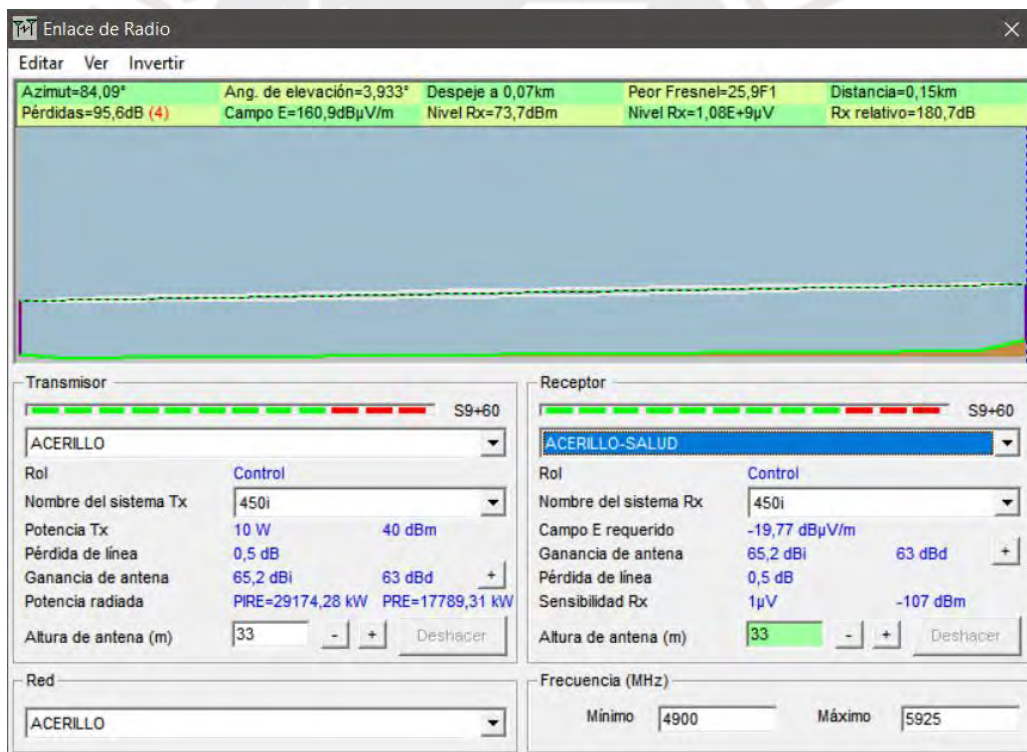 Enlace de Radio
Editar Ver Invertir
Azimut=84,09° Ang. de elevación=3,933° Despeje a 0,07km Peor Fresnel=25,9F1 Distancia=0,15km
Pérdidas=95,6dB (4) Campo E=160,9dBµV/m Nivel Rx=73,7dBm Nivel Rx=1,08E+9µV Rx relativo=180,7dB
Transmisor
S9+60
ACERILLO
Rol Control
Nombre del sistema Tx 450i
Potencia Tx 10 W 40 dBm
Pérdida de línea 0,5 dB
Ganancia de antena 65,2 dBi 63 dBd +
Potencia radiada PIRE=29174,28 kW PRE=17789,31 kW
Altura de antena (m) 33 - + Deshacer
Receptor
S9+60
ACERILLO-SALUD
Rol Control
Nombre del sistema Rx 450i
Campo E requerido -19,77 dBµV/m
Ganancia de antena 65,2 dBi 63 dBd +
Pérdida de línea 0,5 dB
Sensibilidad Rx 1µV -107 dBm
Altura de antena (m) 33 - + Deshacer
Red
ACERILLO
Frecuencia (MHz)
Mínimo 4900 Máximo 5925